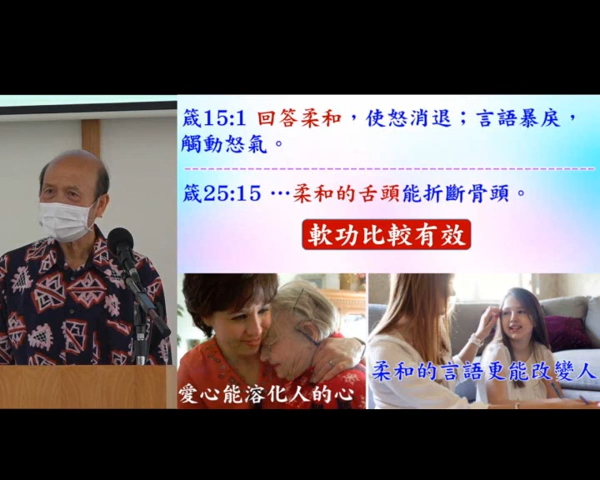 箴15:1 回答柔和，使怒消退；言語暴戾，
觸動怒氣。
箴25:15 …柔和的舌頭能折斷骨頭。
軟功比較有效
愛心能溶化人的心
柔和的言語更能改變人